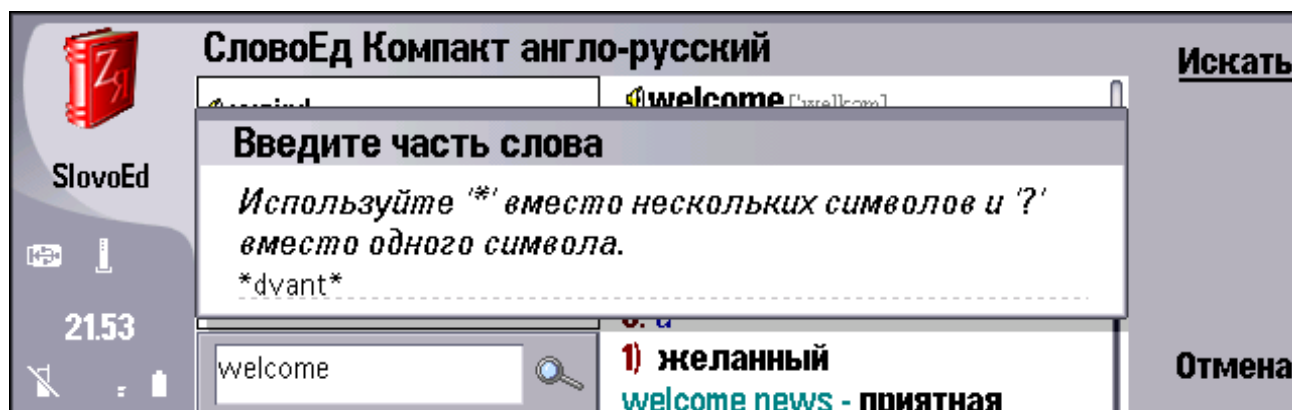 СловоЕд Компакт англо-русский
Искать
welcome ['welkəm]
Введите часть слова
SlovoEd
Используйте '*' вместо нескольких символов и '?'
вместо одного символа.
*dvant*
21.53
welcome
1) желанный
welcome news - приятная
Отмена